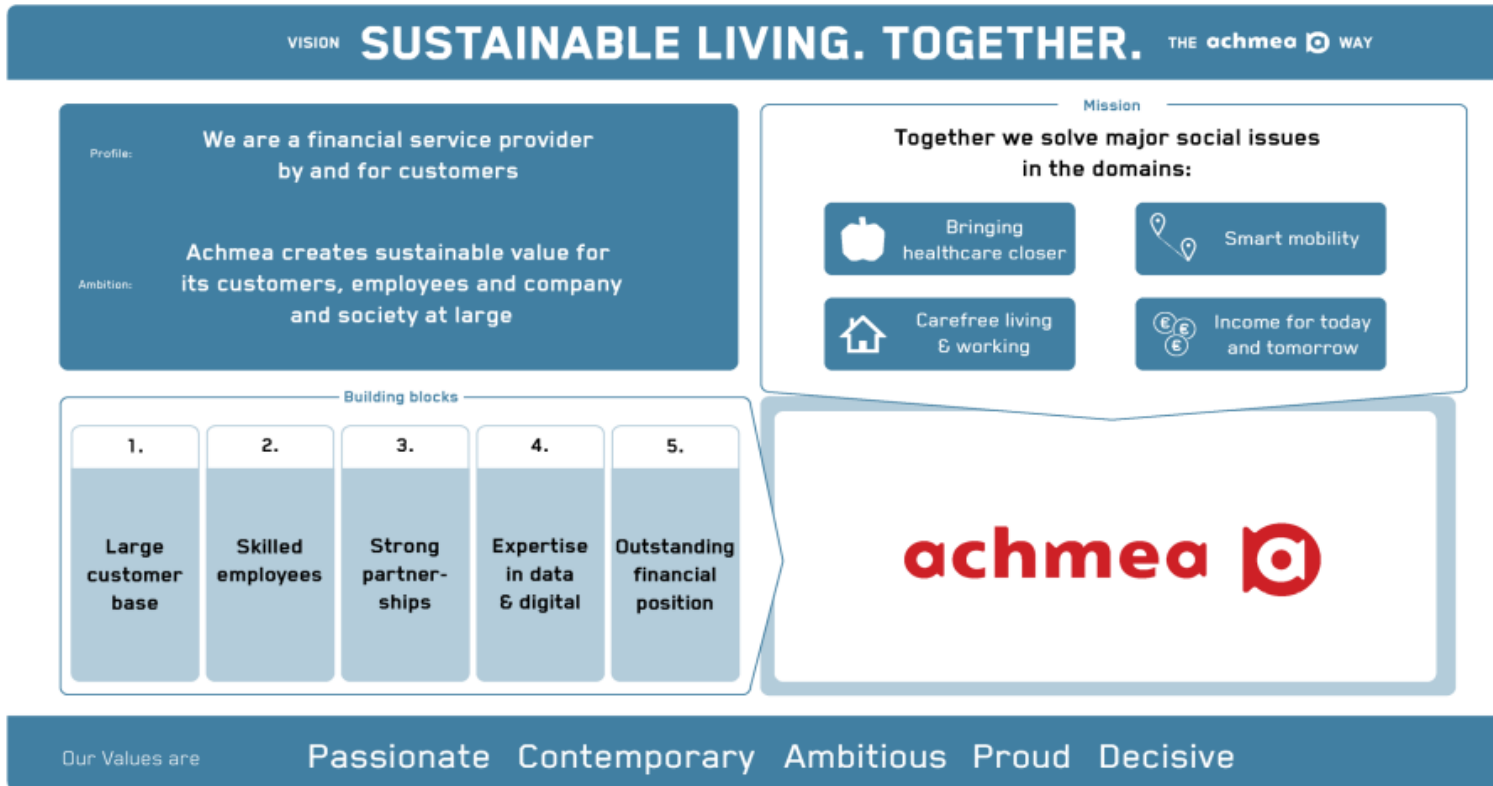 VISION SUSTAINABLE LIVING. TOGETHER. THE achmea WAY
Profile:
We are a financial service provider
by and for customers
Ambition:
Achmea creates sustainable value for
its customers, employees and company
and society at large
Mission
Together we solve major social issues
in the domains:
Bringing
healthcare closer
Smart mobility
Carefree living
& working
€ € €
Income for today
and tomorrow
Building blocks
1.
Large
customer
base
2.
Skilled
employees
3.
Strong
partner-
ships
4.
Expertise
in data
& digital
5.
Outstanding
financial
position
achmea
Our Values are Passionate Contemporary Ambitious Proud Decisive